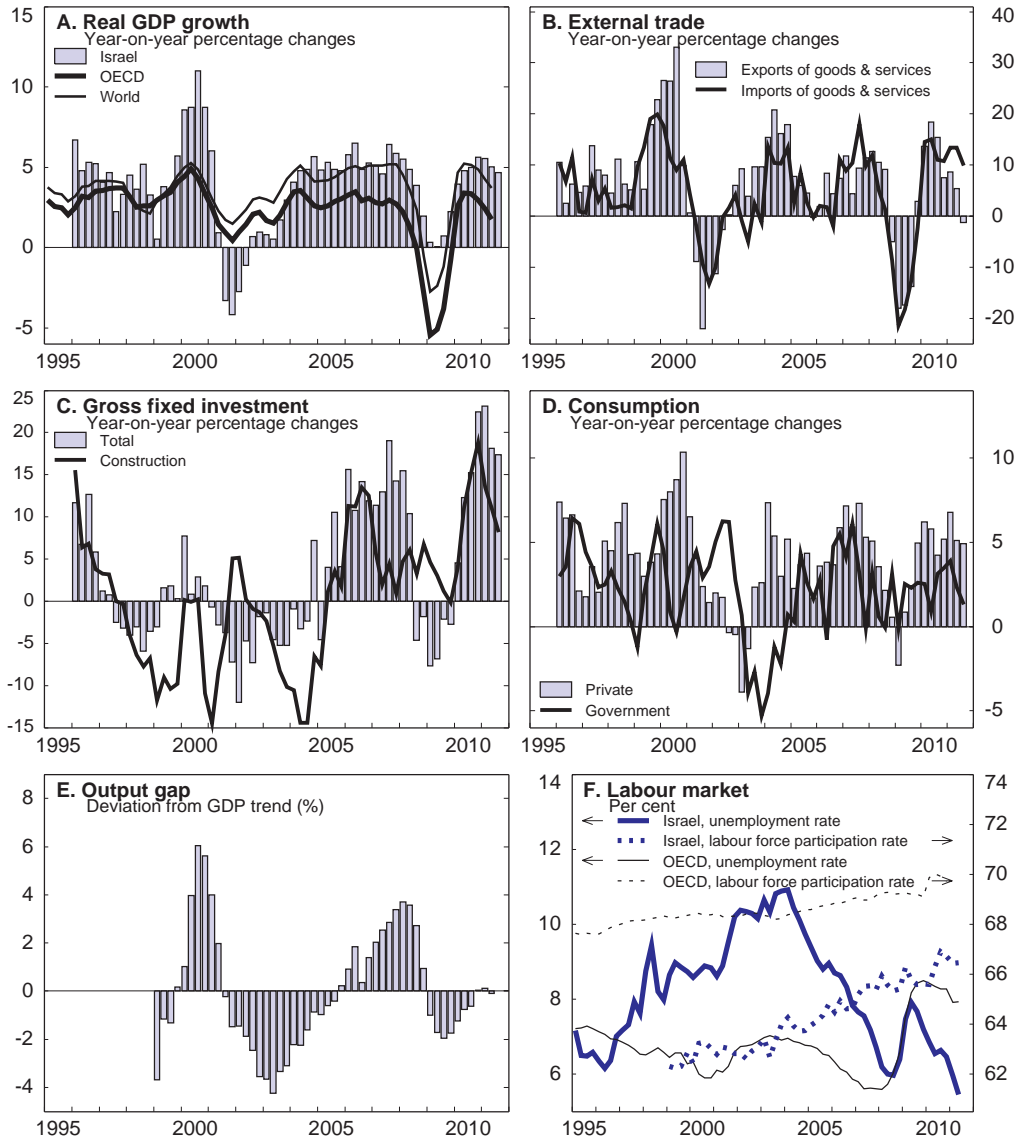 A. Real GDP growth
Year-on-year percentage changes
Israel
OECD
World
15
10
5
0
-5
1995
2000
2005
2010
B. External trade
Year-on-year percentage changes
Exports of goods & services
Imports of goods & services
40
30
20
10
0
-10
-20
1995
2000
2005
2010
C. Gross fixed investment
Year-on-year percentage changes
Total
Construction
25
20
15
10
5
0
-5
-10
-15
1995
2000
2005
2010
D. Consumption
Year-on-year percentage changes
Private
Government
10
5
0
-5
1995
2000
2005
2010
E. Output gap
Deviation from GDP trend (%)
8
6
4
2
0
-2
-4
1995
2000
2005
2010
F. Labour market
Per cent
Israel, unemployment rate
Israel, labour force participation rate
OECD, unemployment rate
OECD, labour force participation rate
14
12
10
8
6
74
72
70
68
66
64
62
1995
2000
2005
2010